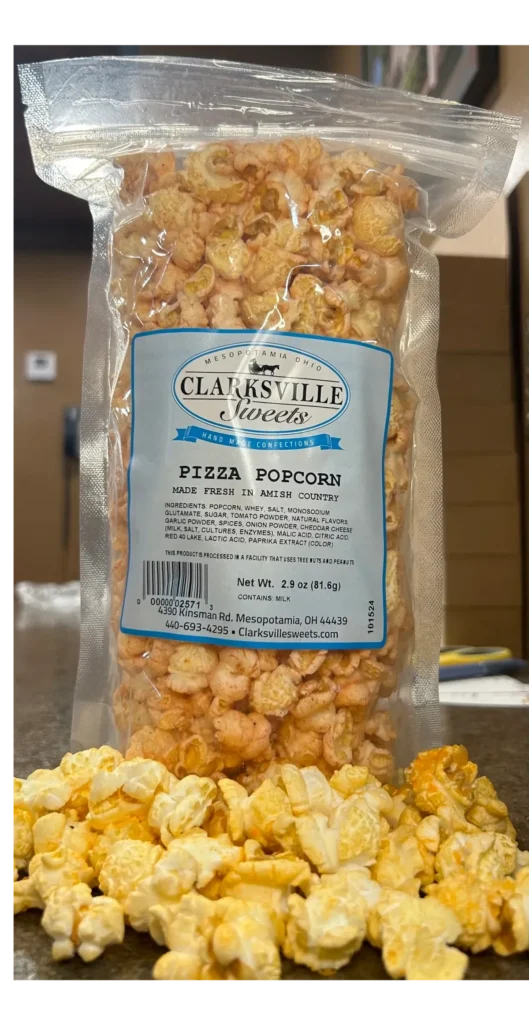 MESOPOTAMIA OHIO
CLARKSVILLE
Sweets
HAND MADE CONFECTIONS
PIZZA POPCORN
MADE FRESH IN AMISH COUNTRY
INGREDIENTS: POPCORN, WHEY, SALT, MONOSODIUM
GLUTAMATE, SUGAR, TOMATO POWDER, NATURAL FLAVORS
GARLIC POWDER, SPICES, ONION POWDER, CHEDDAR CHEESE
(MILK, SALT, CULTURES, ENZYMES), MALIC ACID, CITRIC ACID,
RED 40 LAKE, LACTIC ACID, PAPRIKA EXTRACT (COLOR)
THIS PRODUCT IS PROCESSED IN A FACILITY THAT USES TREE NUTS AND PEANUTS
Net Wt. 2.9 oz (81.6g)
CONTAINS: MILK
0 00000 02571 3
4390 Kinsman Rd. Mesopotamia, OH 44439
440-693-4295 • Clarksvillesweets.com
101524